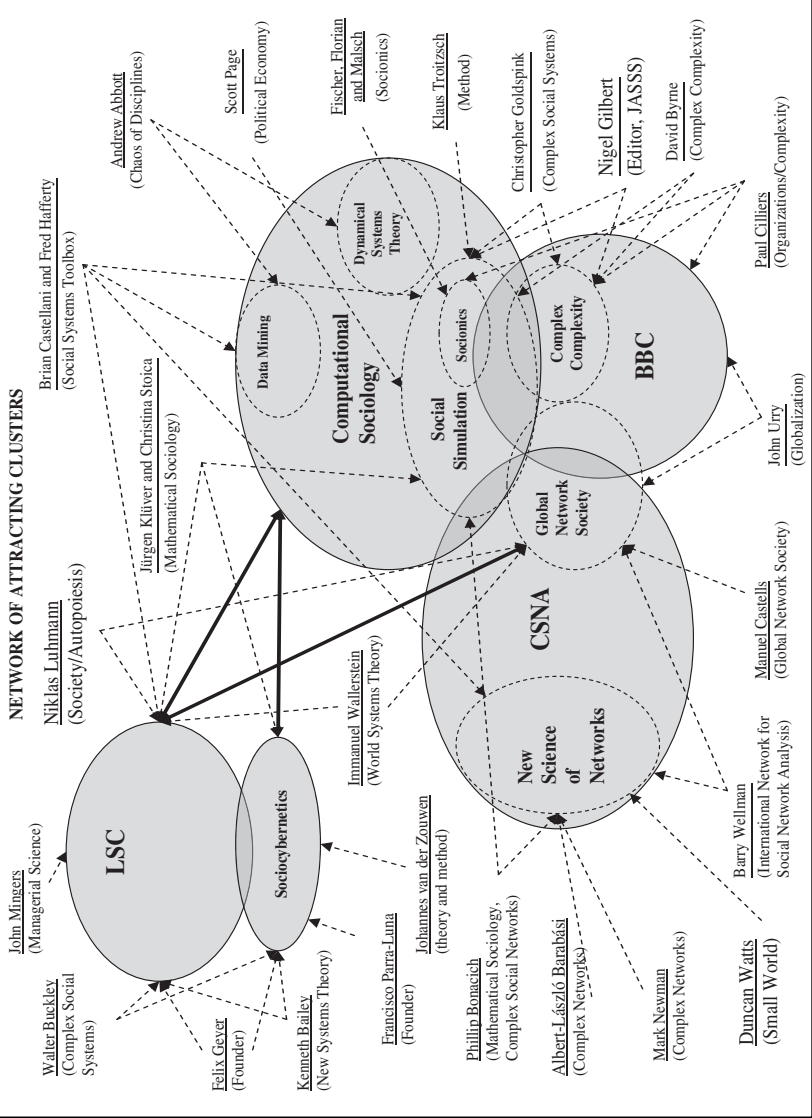 NETWORK OF ATTRACTING CLUSTERS
John Mingers
(Managerial Science)
Walter Buckley
(Complex Social
Systems)
Felix Geyer
(Founder)
Kenneth Bailey
(New Systems Theory)
Francisco Parra-Luna
(Founder)
Johannes van der Zouwen
(theory and method)
LSC
Sociocybernetics
Niklas Luhmann
(Society/Autopoiesis)
Immanuel Wallerstein
(World Systems Theory)
Jürgen Klüver and Christina Stoica
(Mathematical Sociology)
Brian Castellani and Fred Hafferty
(Social Systems Toolbox)
Andrew Abbott
(Chaos of Disciplines)
Scott Page
(Political Economy)
Fischer, Florian
and Malsch
(Socionics)
Klaus Troitzsch
(Method)
Christopher Goldspink
(Complex Social Systems)
Nigel Gilbert
(Editor, JASSS)
David Byrne
(Complex Complexity)
Paul Cilliers
(Organizations/Complexity)
Data Mining
Dynamical
Systems
Theory
Computational
Sociology
Social
Simulation
Socionics
Complex
Complexity
BBC
Global
Network
Society
CSNA
New
Science
of
Networks
Phillip Bonacich
(Mathematical Sociology,
Complex Social Networks)
Albert-László Barabási
(Complex Networks)
Mark Newman
(Complex Networks)
Duncan Watts
(Small World)
Barry Wellman
(International Network for
Social Network Analysis)
Manuel Castells
(Global Network Society)
John Urry
(Globalization)